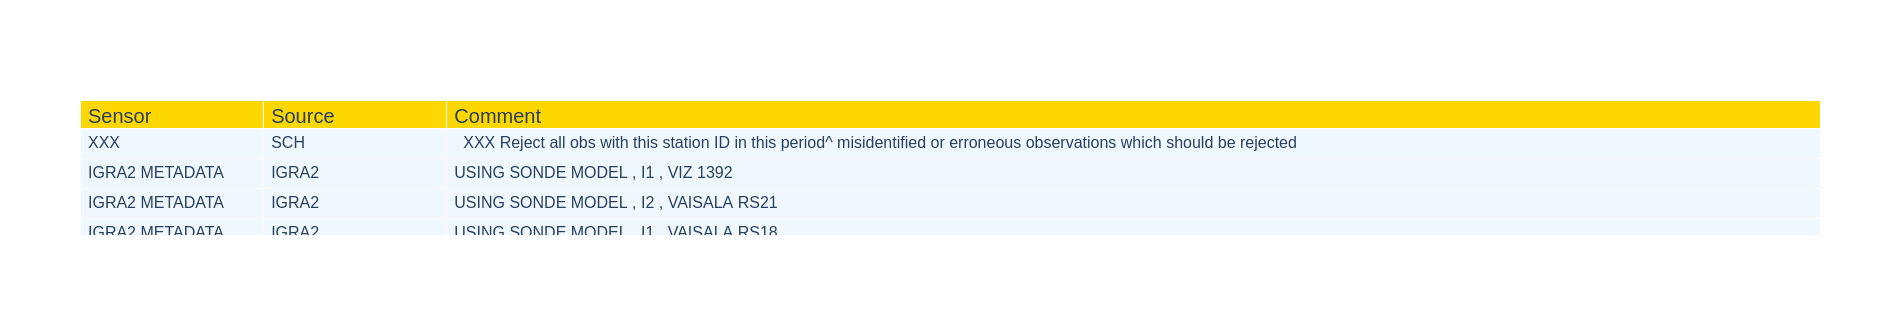 Sensor Source Comment
XXX SCH XXX Reject all obs with this station ID in this period^ misidentified or erroneous observations which should be rejected
IGRA2 METADATA IGRA2 USING SONDE MODEL , I1 , VIZ 1392
IGRA2 METADATA IGRA2 USING SONDE MODEL , I2 , VAISALA RS21
IGRA2 METADATA IGRA2 USING SONDE MODEL , I1 , VAISALA RS18